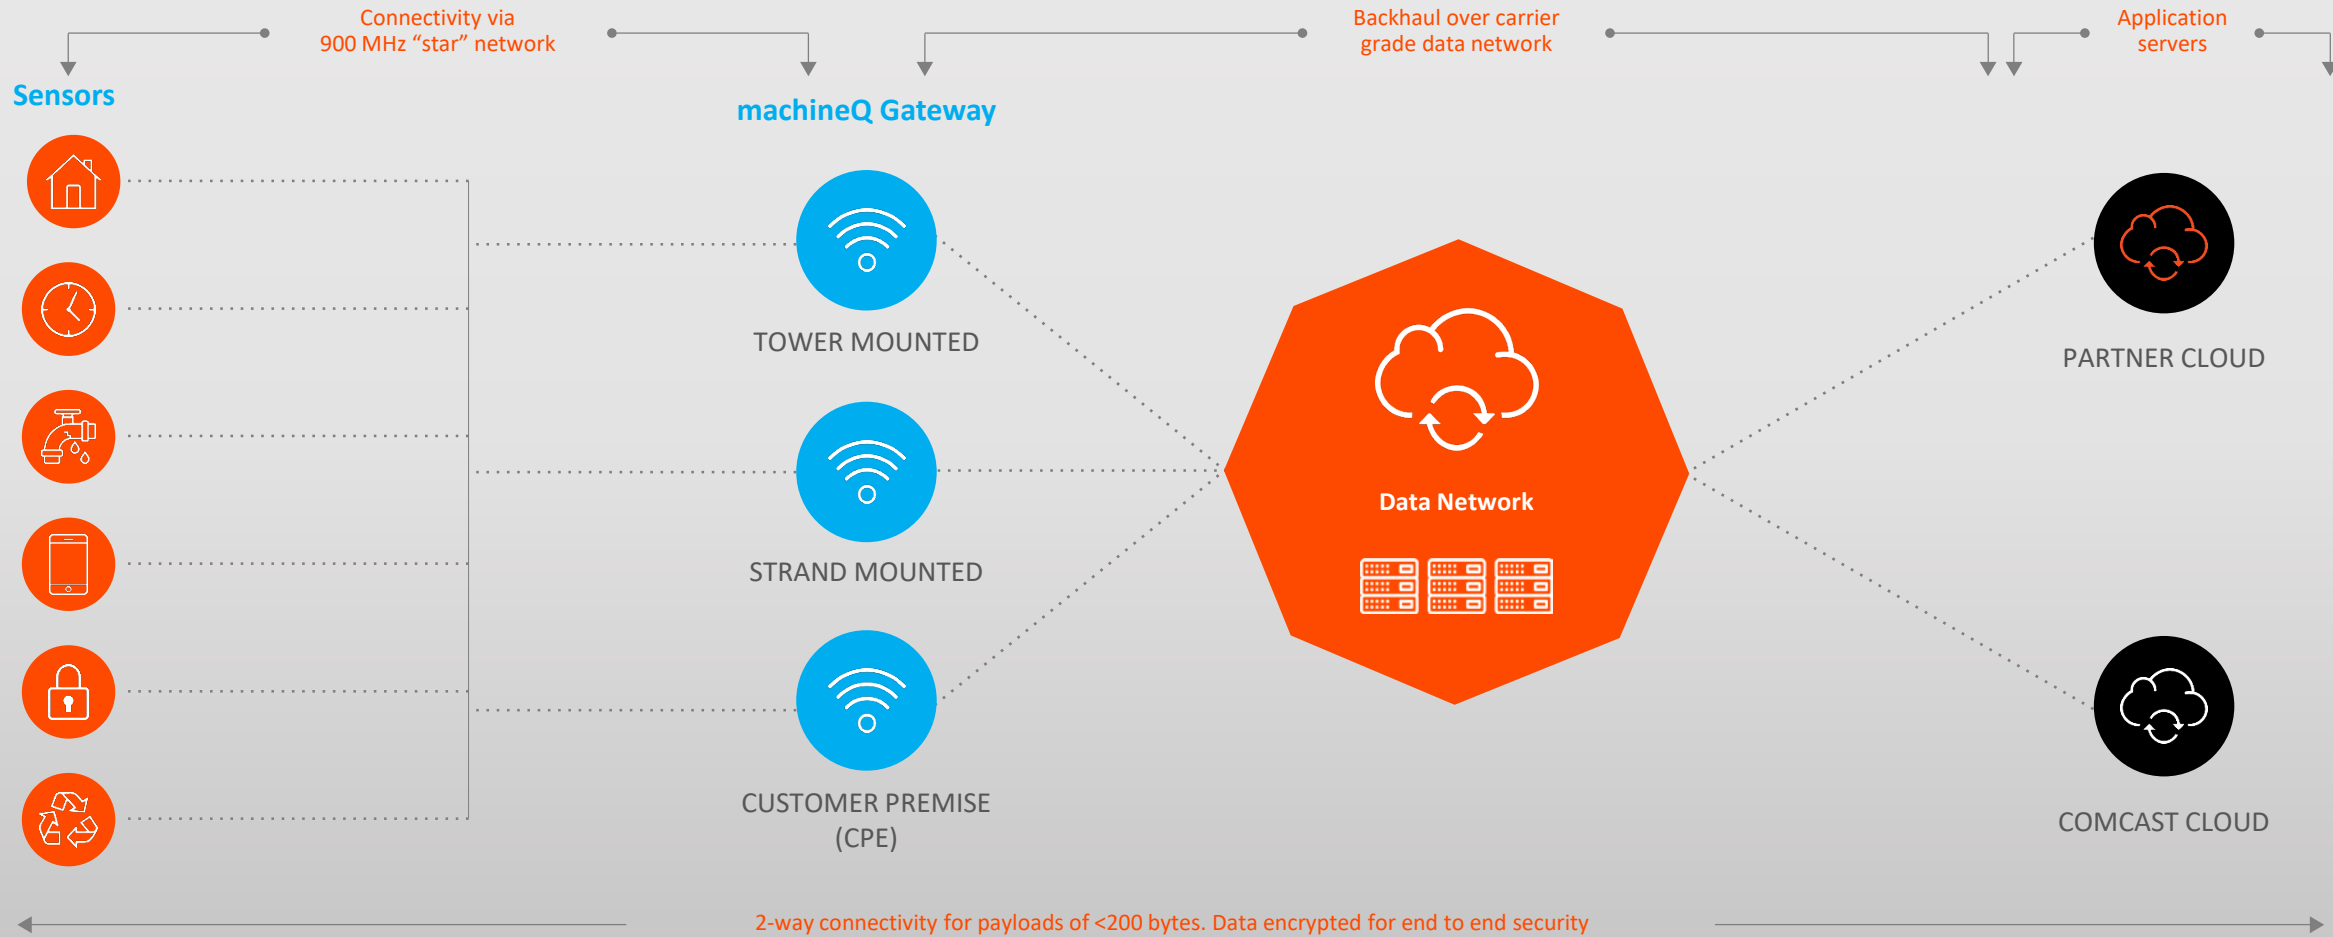 Connectivity via
900 MHz “star” network
Backhaul over carrier
grade data network
Application
servers
Sensors
machineQ Gateway
TOWER MOUNTED
PARTNER CLOUD
Data Network
STRAND MOUNTED
CUSTOMER PREMISE
(CPE)
COMCAST CLOUD
2-way connectivity for payloads of <200 bytes. Data encrypted for end to end security